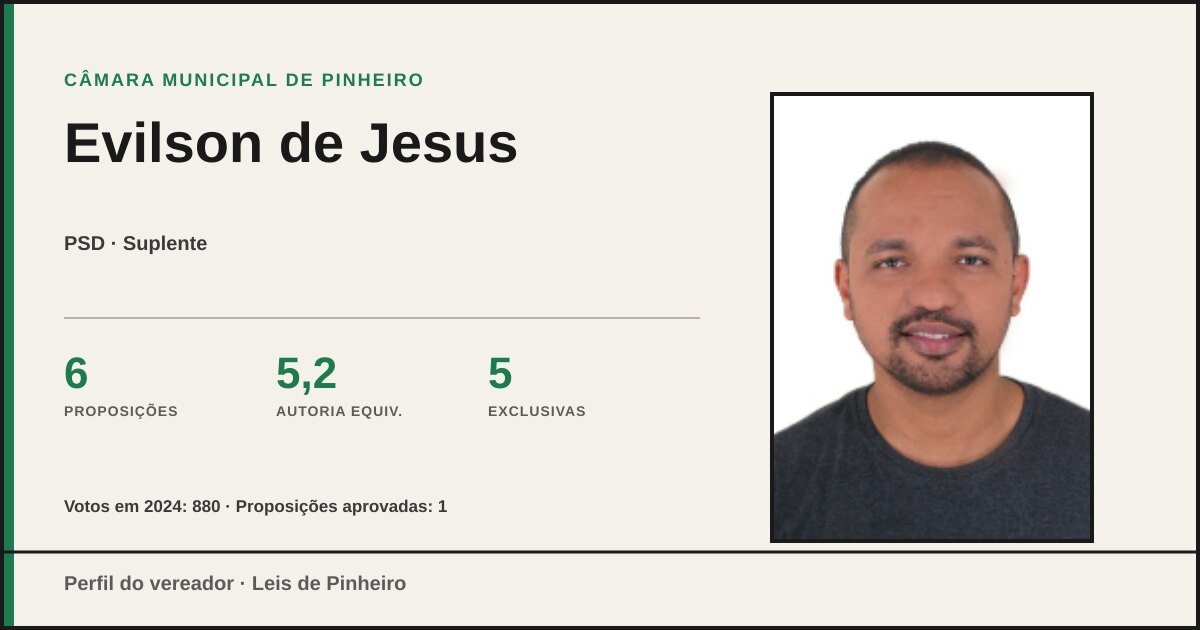 CÂMARA MUNICIPAL DE PINHEIRO
Evilson de Jesus
PSD · Suplente
6
PROPOSIÇÕES
5,2
AUTORIA EQUIV.
5
EXCLUSIVAS
Votos em 2024: 880 · Proposições aprovadas: 1
Perfil do vereador · Leis de Pinheiro